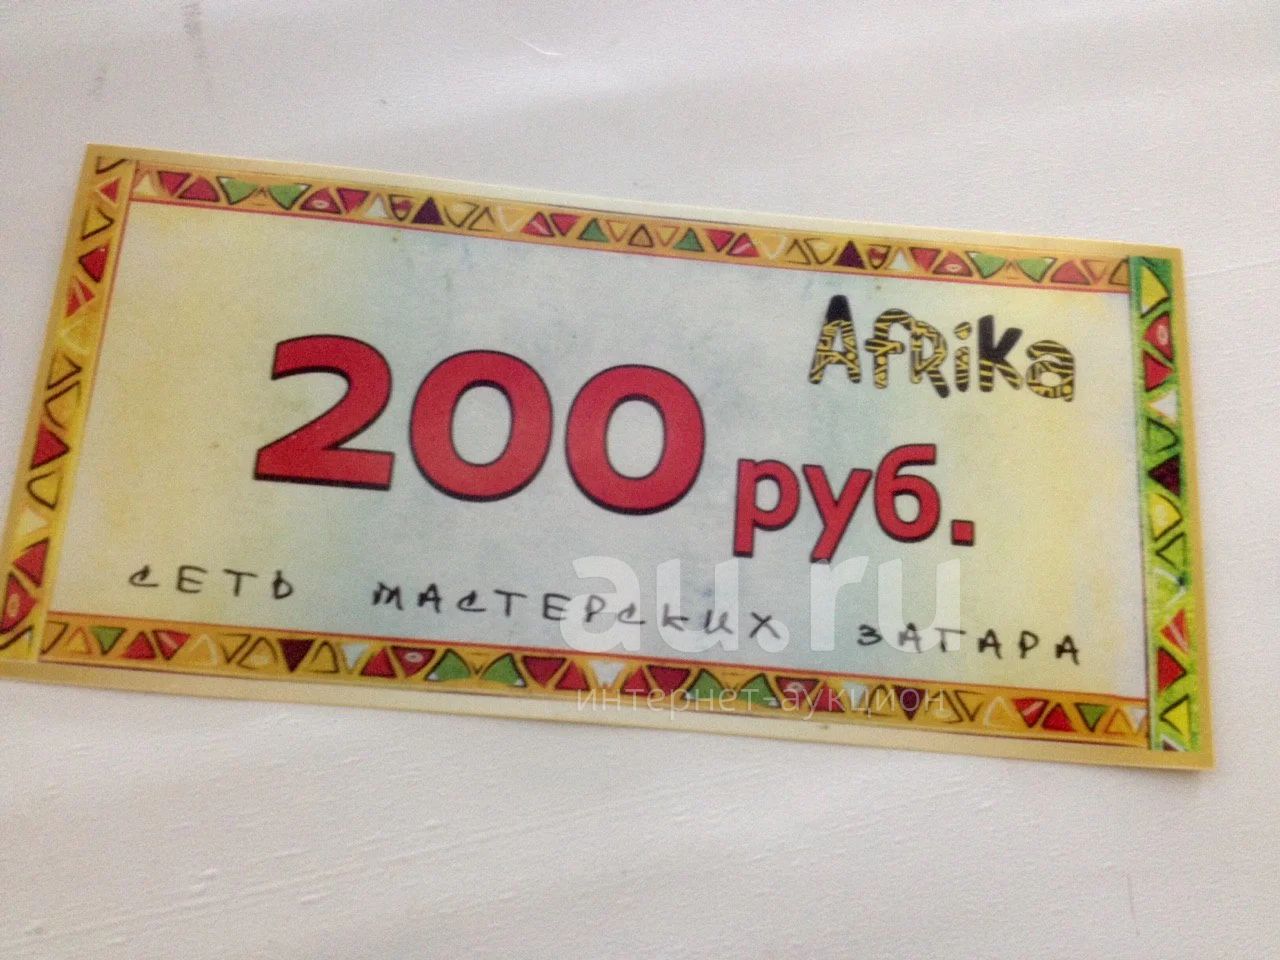 Afrika
200 руб.
СЕТЬ МАСТЕРСКИХ ЗАГАРА
au.ru
интернет-аукцион